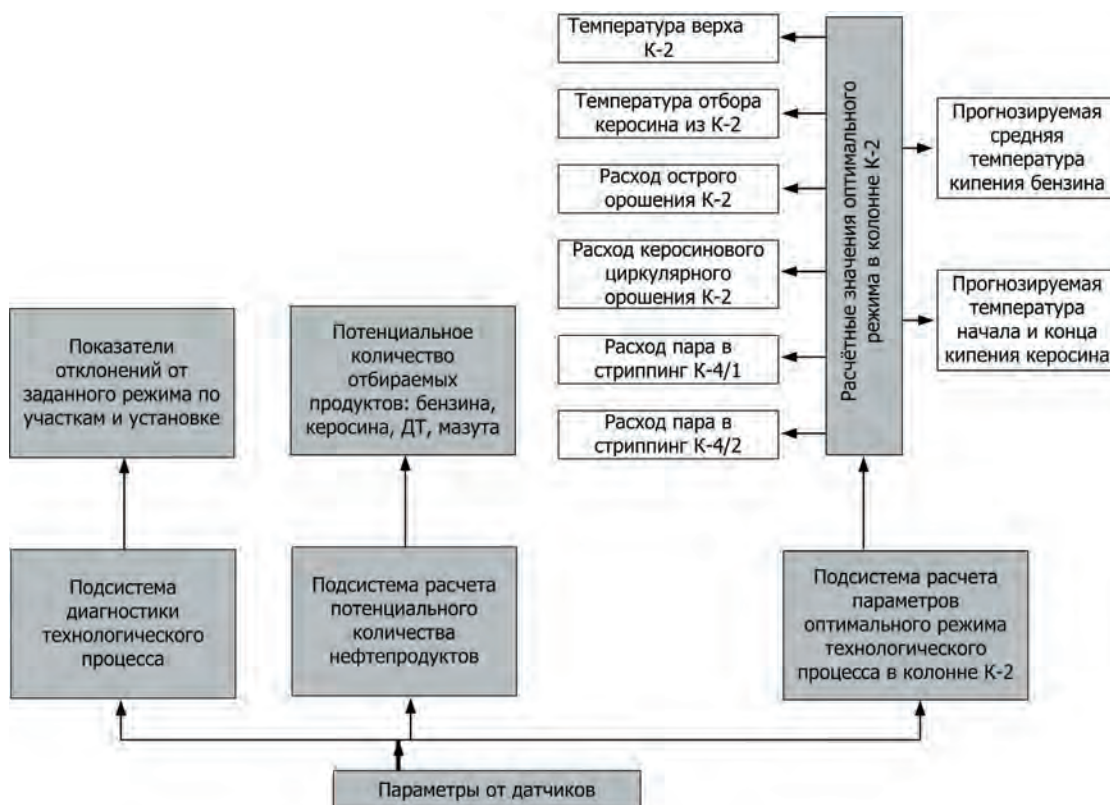 Температура верха
К-2
Температура отбора
керосина из К-2
Расход острого
орошения К-2
Расход керосинового
циркулярного
орошения К-2
Расход пара в
стриппинг К-4/1
Расход пара в
стриппинг К-4/2
Расчётные значения оптимального
режима в колонне К-2
Прогнозируемая
средняя
температура
кипения бензина
Прогнозируемая
температура
начала и конца
кипения керосина
Показатели
отклонений от
заданного режима по
участкам и установке
Потенциальное
количество
отбираемых
продуктов: бензина,
керосина, ДТ, мазута
Подсистема
диагностики
технологического
процесса
Подсистема расчета
потенциального
количества
нефтепродуктов
Подсистема расчета
параметров
оптимального режима
технологического
процесса в колонне К-2
Параметры от датчиков